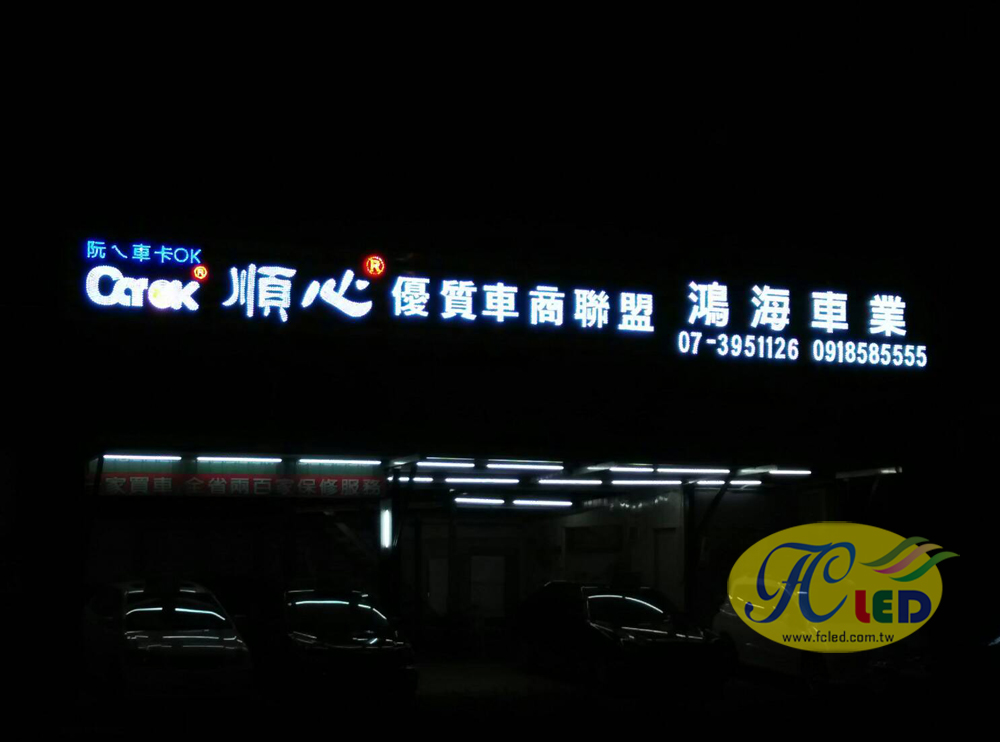 阮ㄟ車卡OK
CarOK® 順心® 優質車商聯盟 鴻海車業
07-3951126 0918585555
家買車 全省兩百家保修服務
FC LED
www.fcled.com.tw